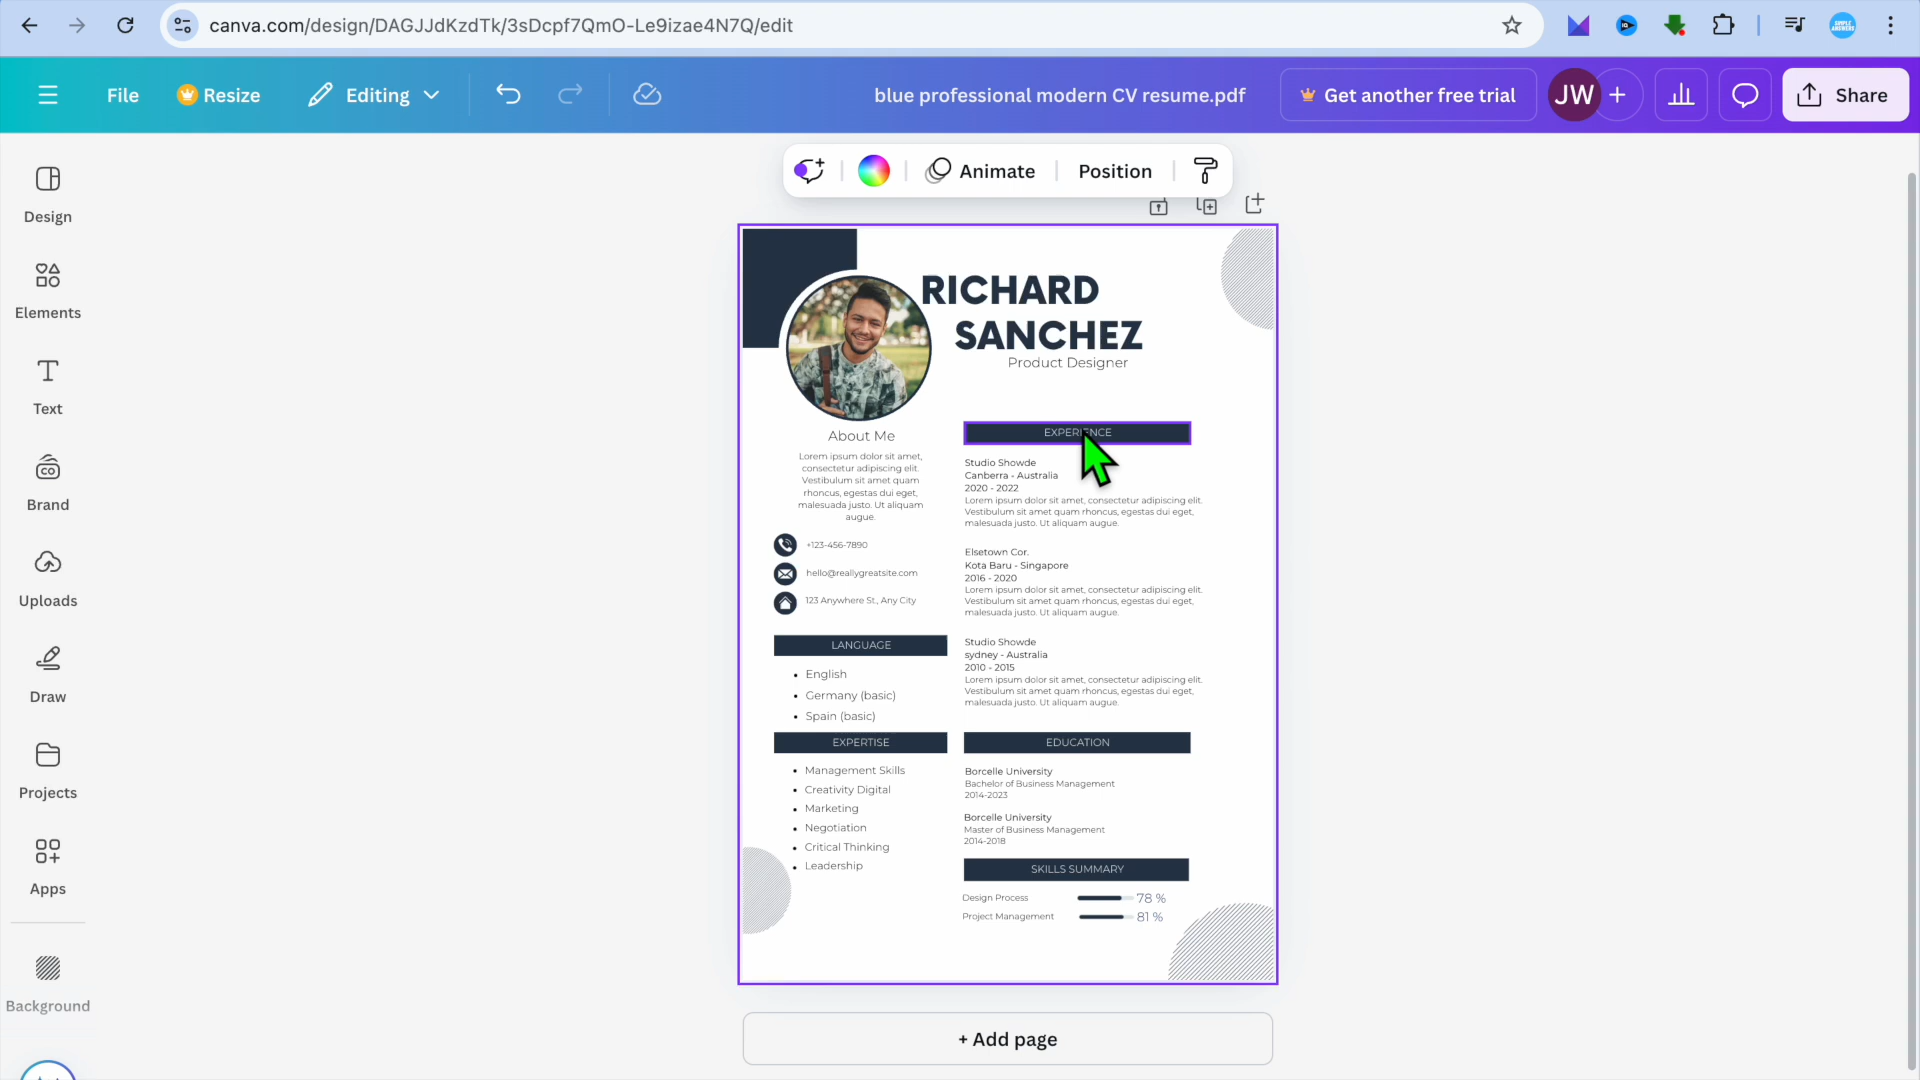 canva.com/design/DAGJJdKzdTk/3sDcpf7QmO-Le9izae4N7Q/edit
File
Resize
Editing
blue professional modern CV resume.pdf
Get another free trial
JW
Share
Animate
Position
Design
Elements
Text
Brand
Uploads
Draw
Projects
Apps
Background
RICHARD
SANCHEZ
Product Designer
About Me
Lorem ipsum dolor sit amet,
consectetur adipiscing elit.
Vestibulum sit amet quam
rhoncus, egestas dui eget,
malesuada justo. Ut aliquam
augue.
+123-456-7890
hello@reallygreatsite.com
123 Anywhere St., Any City
LANGUAGE
English
Germany (basic)
Spain (basic)
EXPERTISE
Management Skills
Creativity Digital
Marketing
Negotiation
Critical Thinking
Leadership
EXPERIENCE
Studio Showde
Canberra - Australia
2020 - 2022
Lorem ipsum dolor sit amet, consectetur adipiscing elit.
Vestibulum sit amet quam rhoncus, egestas dui eget,
malesuada justo. Ut aliquam augue.
Elsetown Cor.
Kota Baru - Singapore
2016 - 2020
Lorem ipsum dolor sit amet, consectetur adipiscing elit.
Vestibulum sit amet quam rhoncus, egestas dui eget,
malesuada justo. Ut aliquam augue.
Studio Showde
sydney - Australia
2010 - 2015
Lorem ipsum dolor sit amet, consectetur adipiscing elit.
Vestibulum sit amet quam rhoncus, egestas dui eget,
malesuada justo. Ut aliquam augue.
EDUCATION
Borcelle University
Bachelor of Business Management
2014-2023
Borcelle University
Master of Business Management
2014-2018
SKILLS SUMMARY
Design Process 78 %
Project Management 81 %
+ Add page